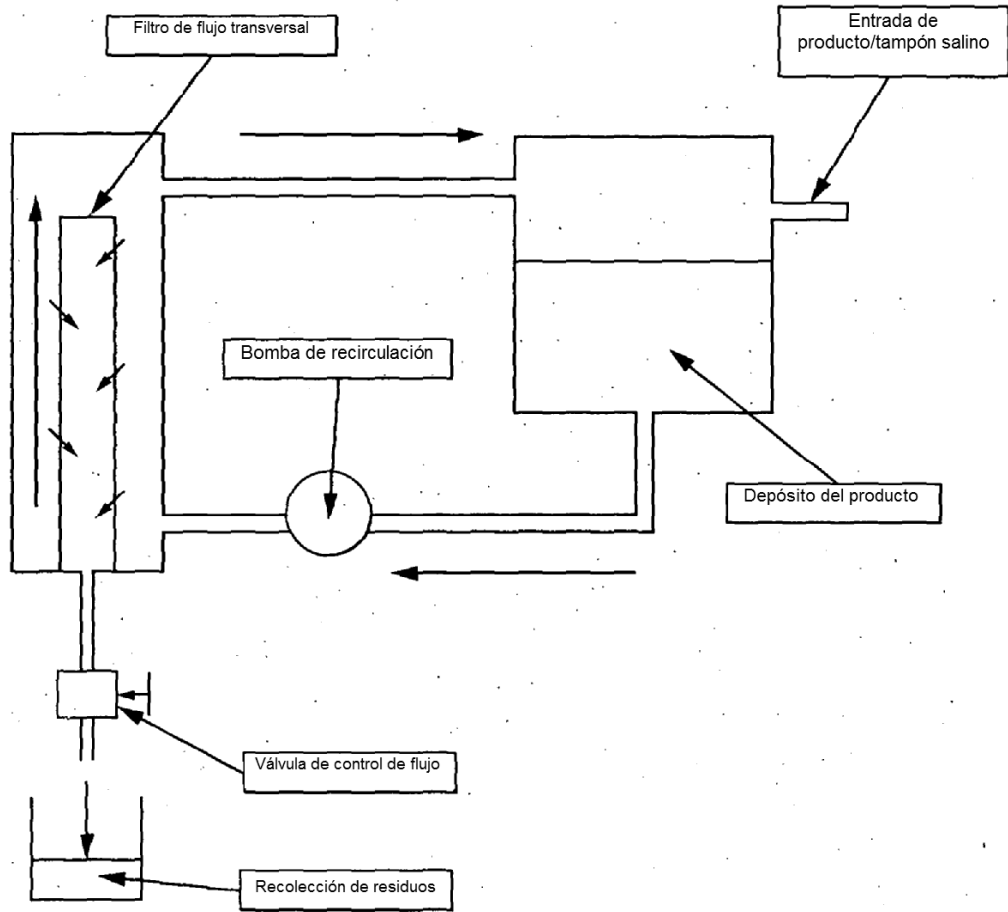 Filtro de flujo transversal
Entrada de
producto/tampón salino
Bomba de recirculación
Depósito del producto
Válvula de control de flujo
Recolección de residuos